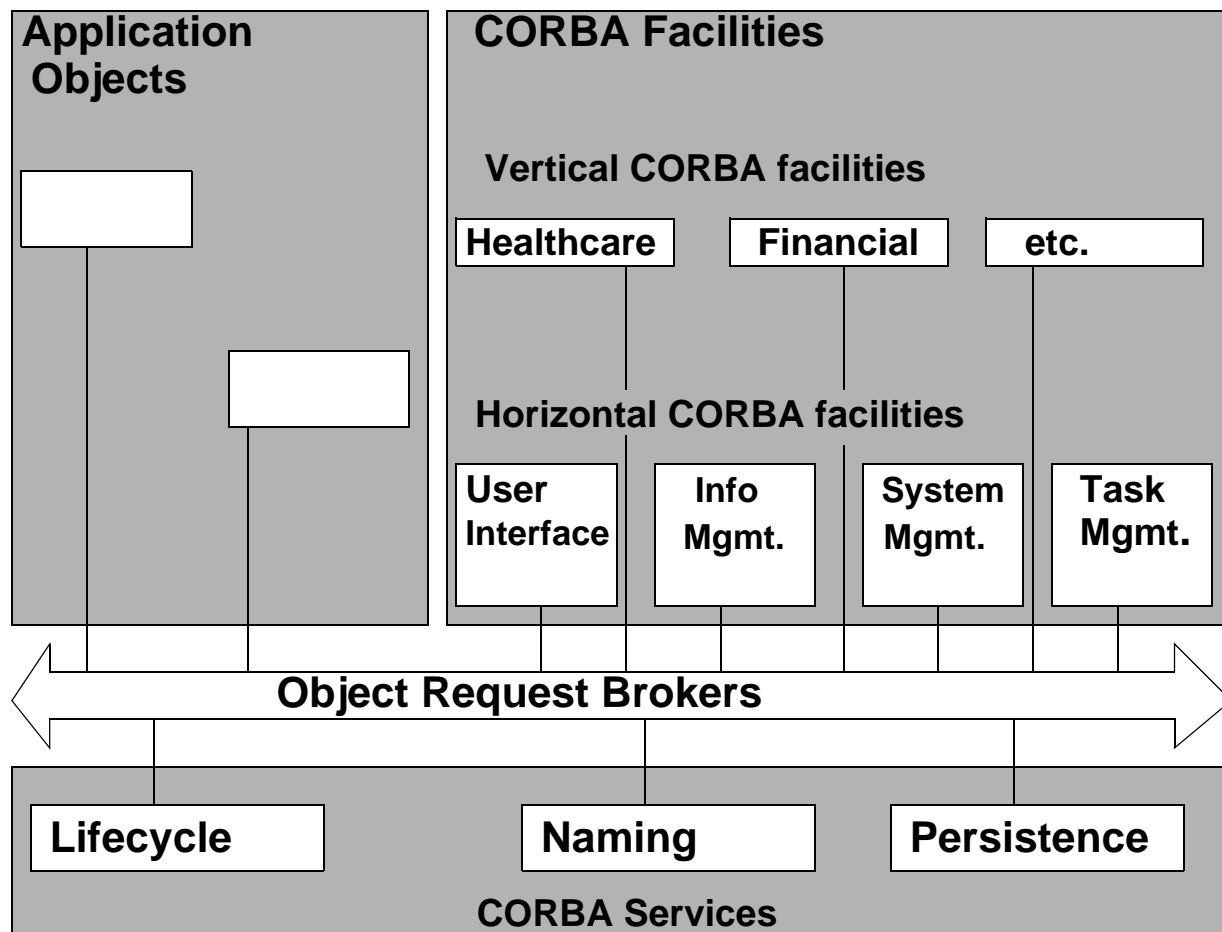 Application
Objects
CORBA Facilities
Vertical CORBA facilities
Healthcare
Financial
etc.
Horizontal CORBA facilities
User
Interface
Info
Mgmt.
System
Mgmt.
Task
Mgmt.
Object Request Brokers
Lifecycle
Naming
Persistence
CORBA Services